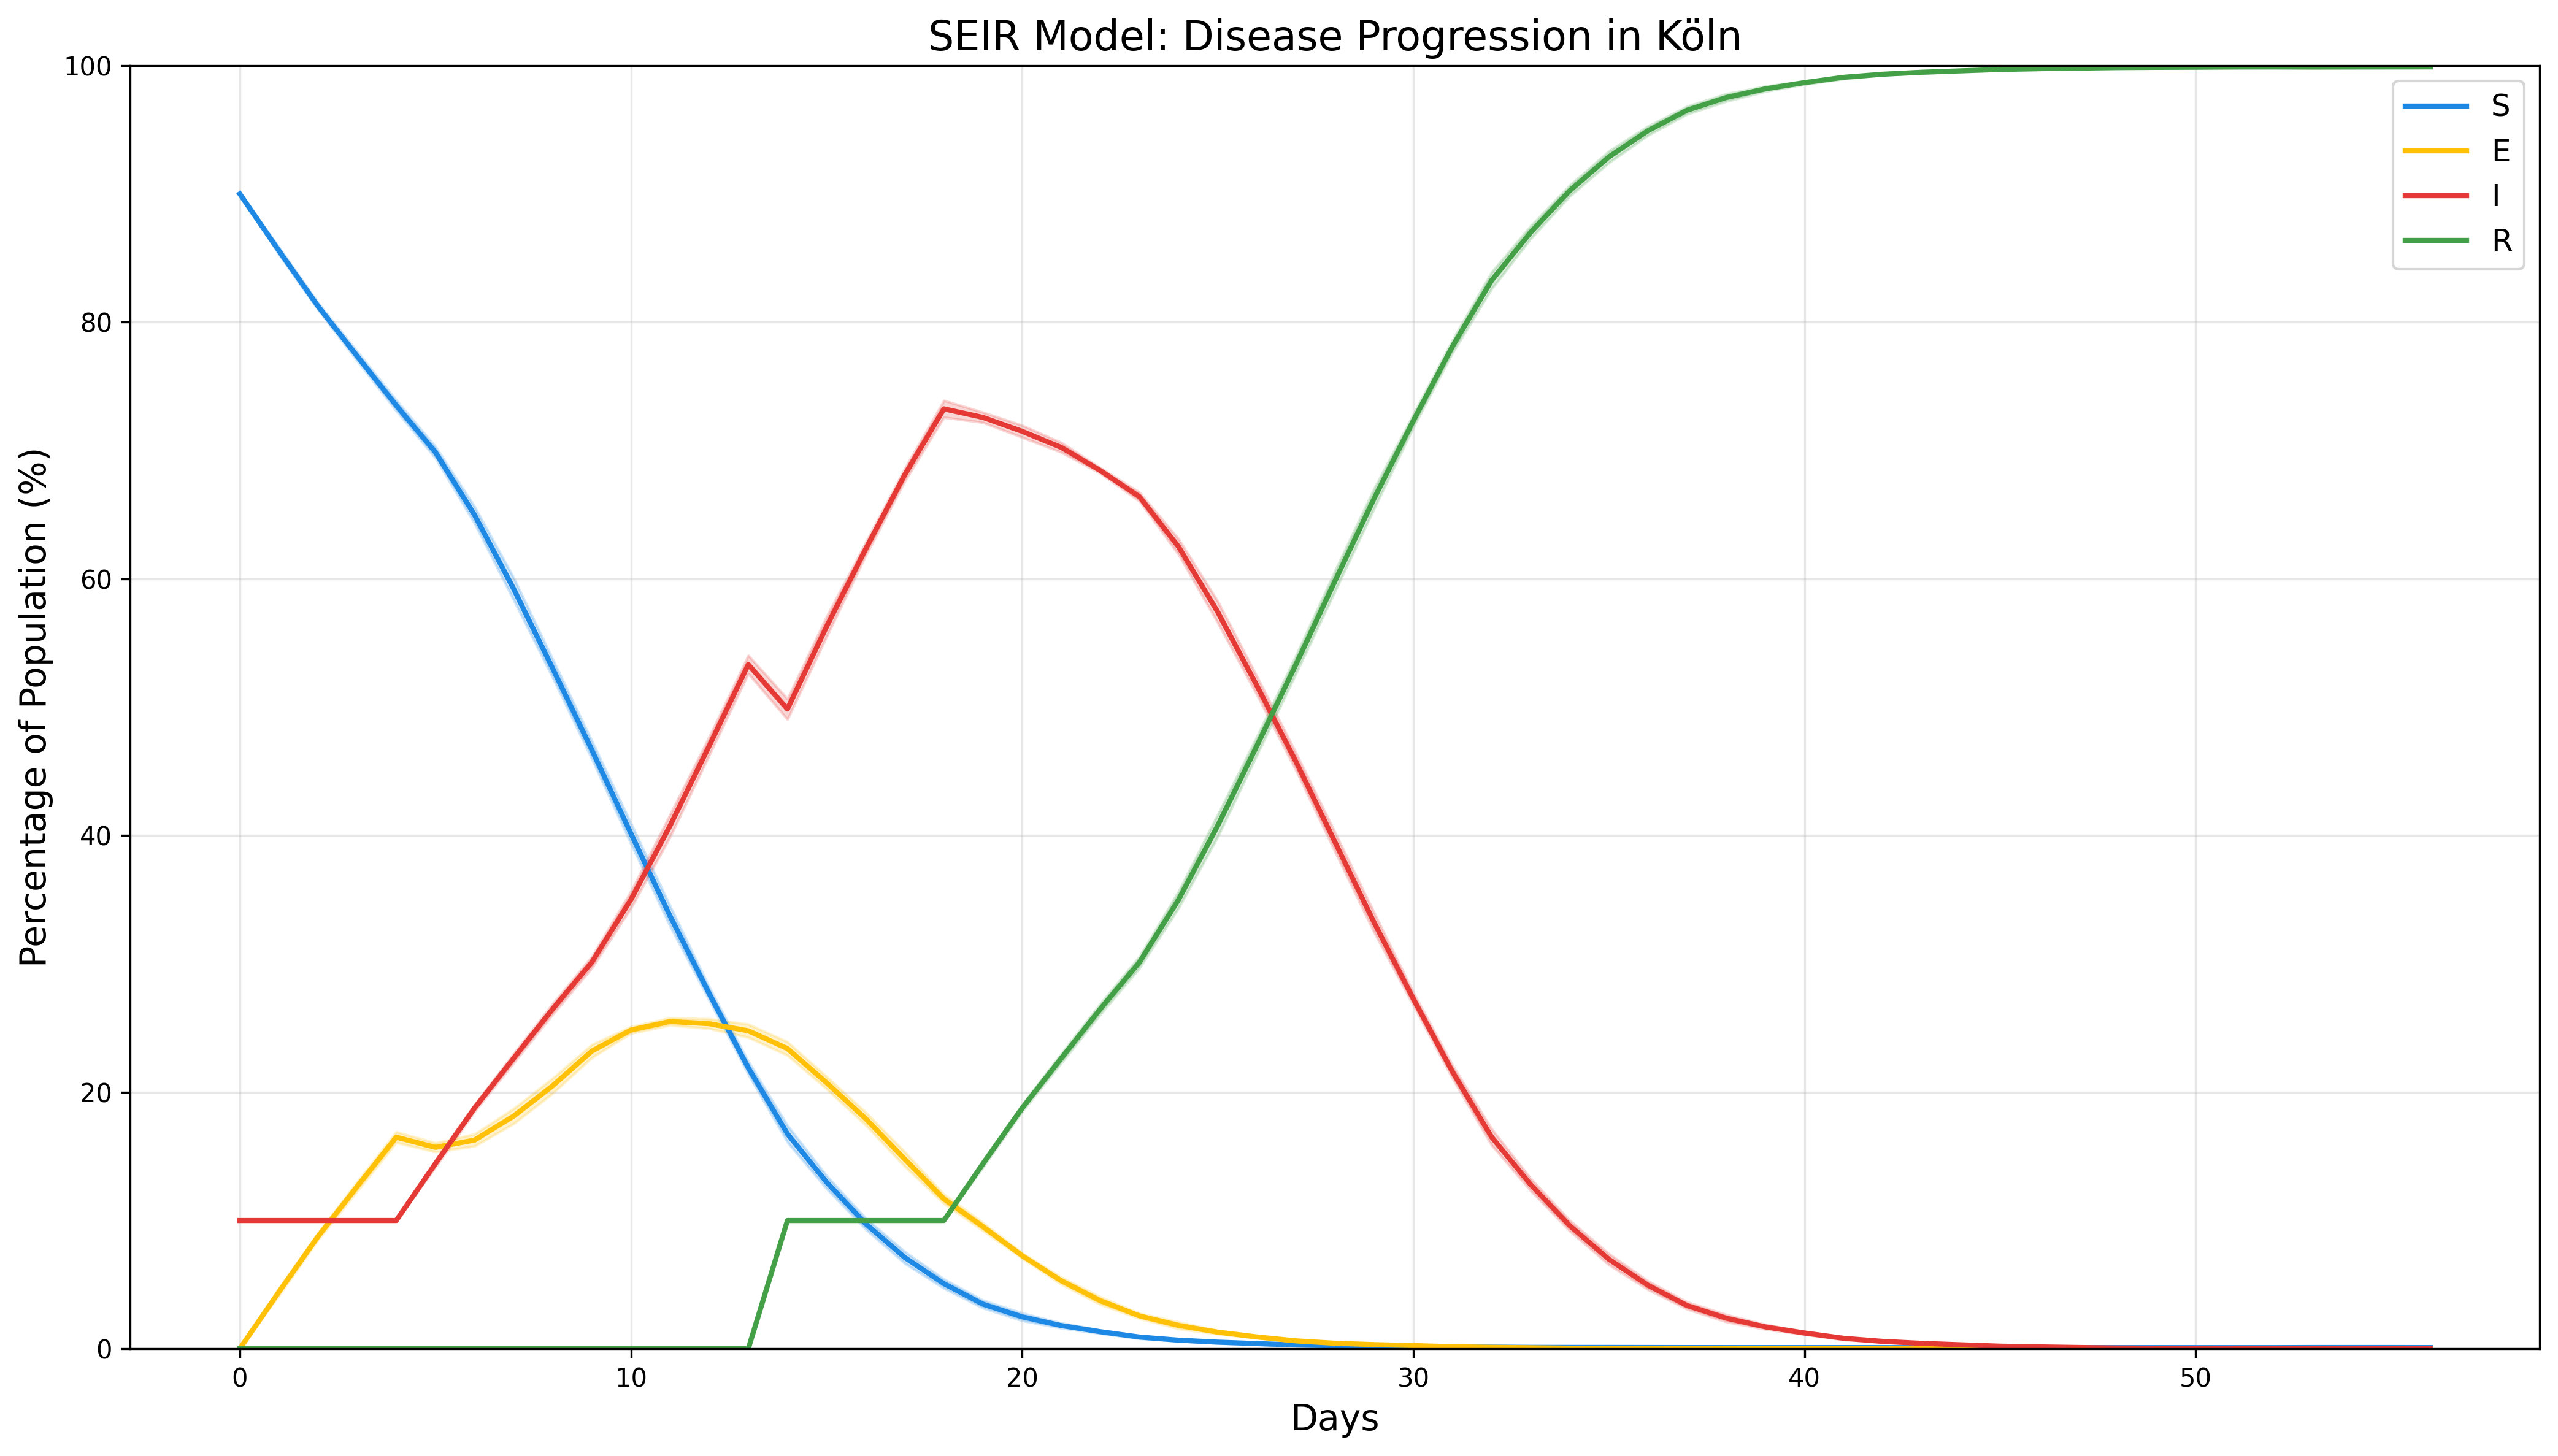 SEIR Model: Disease Progression in Köln
Percentage of Population (%)
100
80
60
40
20
0
S
E
I
R
0 10 20 30 40 50
Days